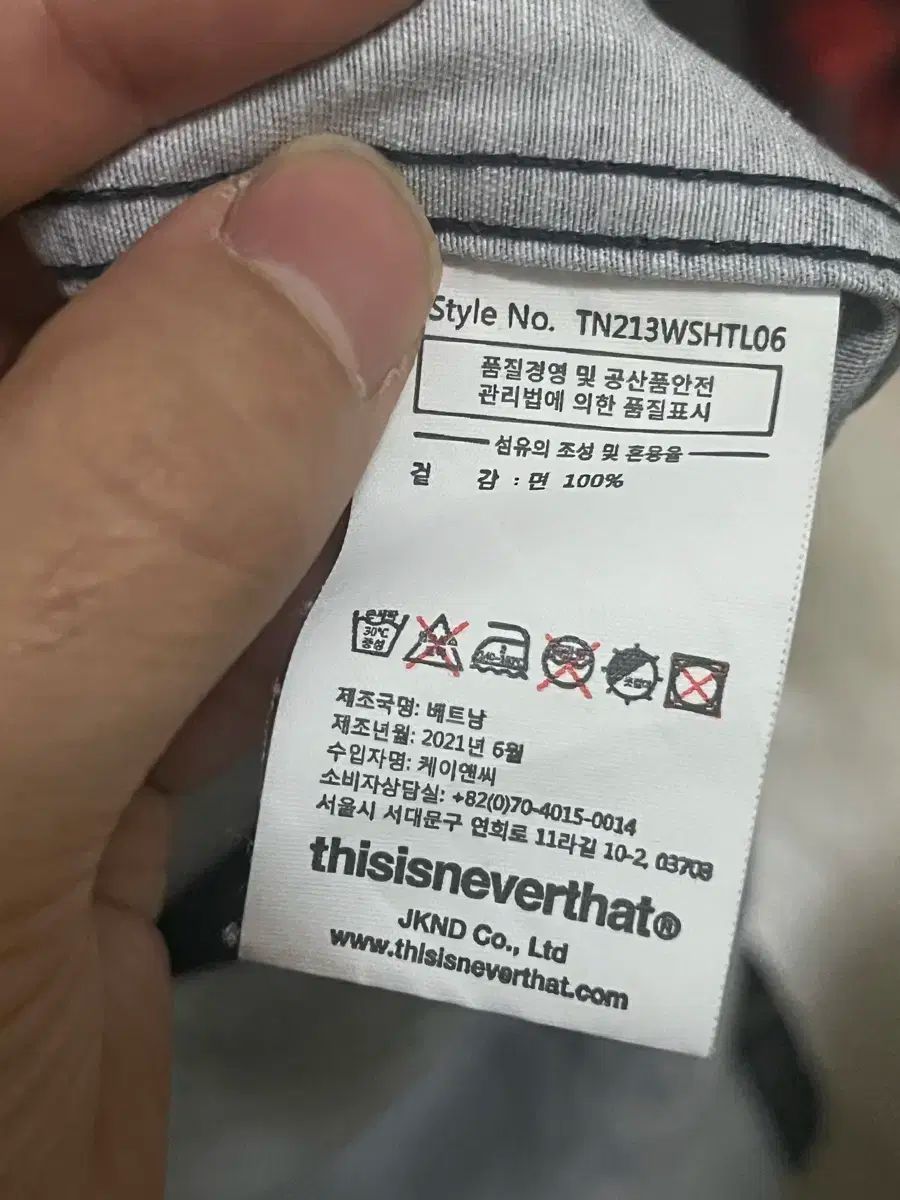 Style No. TN213WSHTL06
품질경영 및 공산품안전
관리법에 의한 품질표시
섬유의 조성 및 혼용율
겉 감 : 면 100%
손세탁
30℃
중성
제조국명: 베트남
제조년월: 2021년 6월
수입자명: 케이앤씨
소비자상담실: +82(0)70-4015-0014
서울시 서대문구 연희로 11라길 10-2, 03703
thisisneverthat®
JKND Co., Ltd
www.thisisneverthat.com